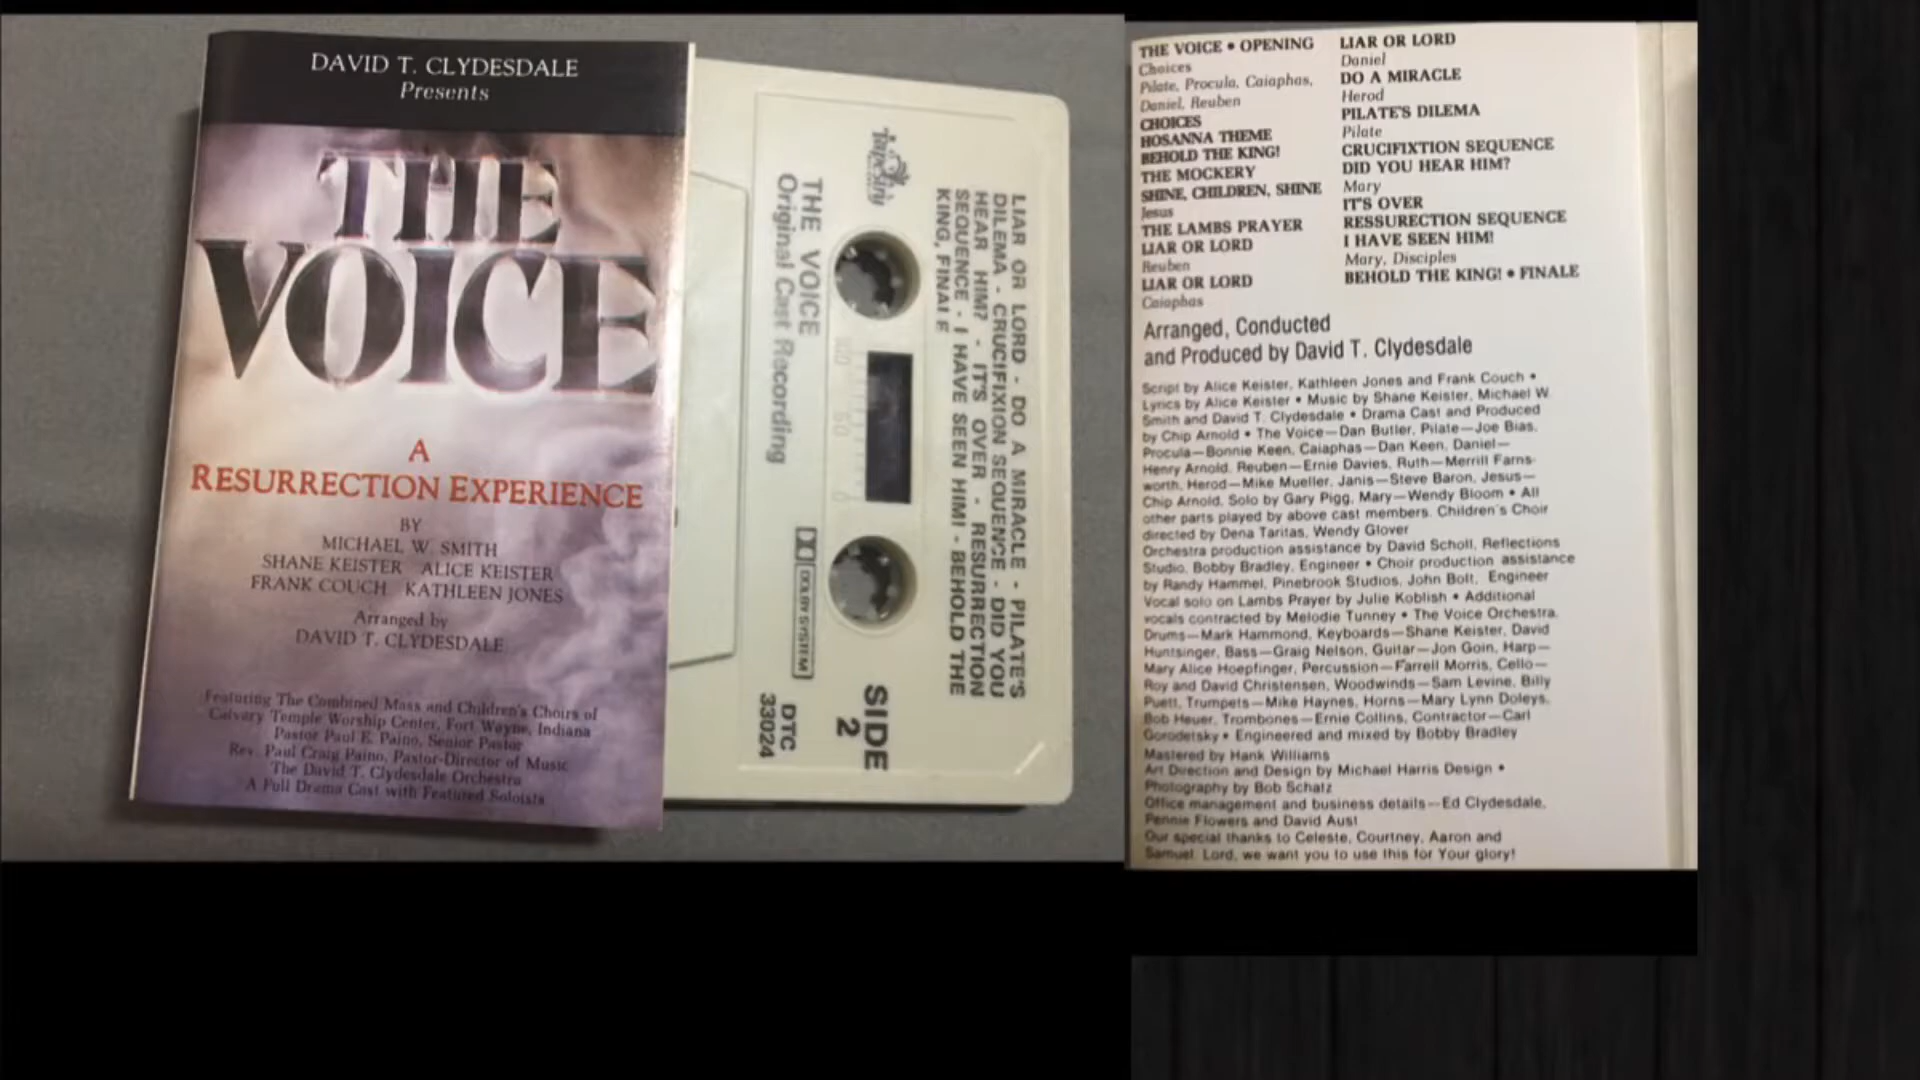 DAVID T. CLYDESDALE
Presents
THE
VOICE
A
RESURRECTION EXPERIENCE
BY
MICHAEL W. SMITH
SHANE KEISTER ALICE KEISTER
FRANK COUCH KATHLEEN JONES
Arranged by
DAVID T. CLYDESDALE
Featuring The Combined Mass and Children's Choirs of
Calvary Temple Worship Center, Fort Wayne, Indiana
Pastor Paul E. Paino, Senior Pastor
Rev. Paul Craig Paino, Pastor-Director of Music
The David T. Clydesdale Orchestra
A Full Drama Cast with Featured Soloists
LIAR OR LORD - DO A MIRACLE - PILATE'S
DILEMA - CRUCIFIXION SEQUENCE - DID YOU
HEAR HIM? - IT'S OVER - RESURRECTION
SEQUENCE - I HAVE SEEN HIM! - BEHOLD THE
KING, FINALE
Tapestry
SIDE
2
100 50 0
THE VOICE
Original Cast Recording
DOLBY SYSTEM
DTC
33024
THE VOICE • OPENING
Choices
Pilate, Procula, Caiaphas,
Daniel, Reuben
CHOICES
HOSANNA THEME
BEHOLD THE KING!
THE MOCKERY
SHINE, CHILDREN, SHINE
Jesus
THE LAMBS PRAYER
LIAR OR LORD
Reuben
LIAR OR LORD
Caiaphas
LIAR OR LORD
Daniel
DO A MIRACLE
Herod
PILATE'S DILEMA
Pilate
CRUCIFIXTION SEQUENCE
DID YOU HEAR HIM?
Mary
IT'S OVER
RESSURECTION SEQUENCE
I HAVE SEEN HIM!
Mary, Disciples
BEHOLD THE KING! • FINALE
Arranged, Conducted
and Produced by David T. Clydesdale
Script by Alice Keister, Kathleen Jones and Frank Couch •
Lyrics by Alice Keister • Music by Shane Keister, Michael W.
Smith and David T. Clydesdale • Drama Cast and Produced
by Chip Arnold • The Voice—Dan Butler, Pilate—Joe Bias,
Procula—Bonnie Keen, Caiaphas—Dan Keen, Daniel—
Henry Arnold, Reuben—Ernie Davies, Ruth—Merrill Farns-
worth, Herod—Mike Mueller, Janis—Steve Baron, Jesus—
Chip Arnold, Solo by Gary Pigg, Mary—Wendy Bloom • All
other parts played by above cast members. Children's Choir
directed by Dena Taritas, Wendy Glover
Orchestra production assistance by David Scholl, Reflections
Studio, Bobby Bradley, Engineer • Choir production assistance
by Randy Hammel, Pinebrook Studios, John Bolt, Engineer
Vocal solo on Lambs Prayer by Julie Koblish • Additional
vocals contracted by Melodie Tunney • The Voice Orchestra,
Drums—Mark Hammond, Keyboards—Shane Keister, David
Huntsinger, Bass—Graig Nelson, Guitar—Jon Goin, Harp—
Mary Alice Hoepfinger, Percussion—Farrell Morris, Cello—
Roy and David Christensen, Woodwinds—Sam Levine, Billy
Puett, Trumpets—Mike Haynes, Horns—Mary Lynn Doleys,
Bob Heuer, Trombones—Ernie Collins, Contractor—Carl
Gorodetsky • Engineered and mixed by Bobby Bradley
Mastered by Hank Williams
Art Direction and Design by Michael Harris Design •
Photography by Bob Schatz
Office management and business details—Ed Clydesdale,
Pennie Flowers and David Aust
Our special thanks to Celeste, Courtney, Aaron and
Samuel. Lord, we want you to use this for Your glory!